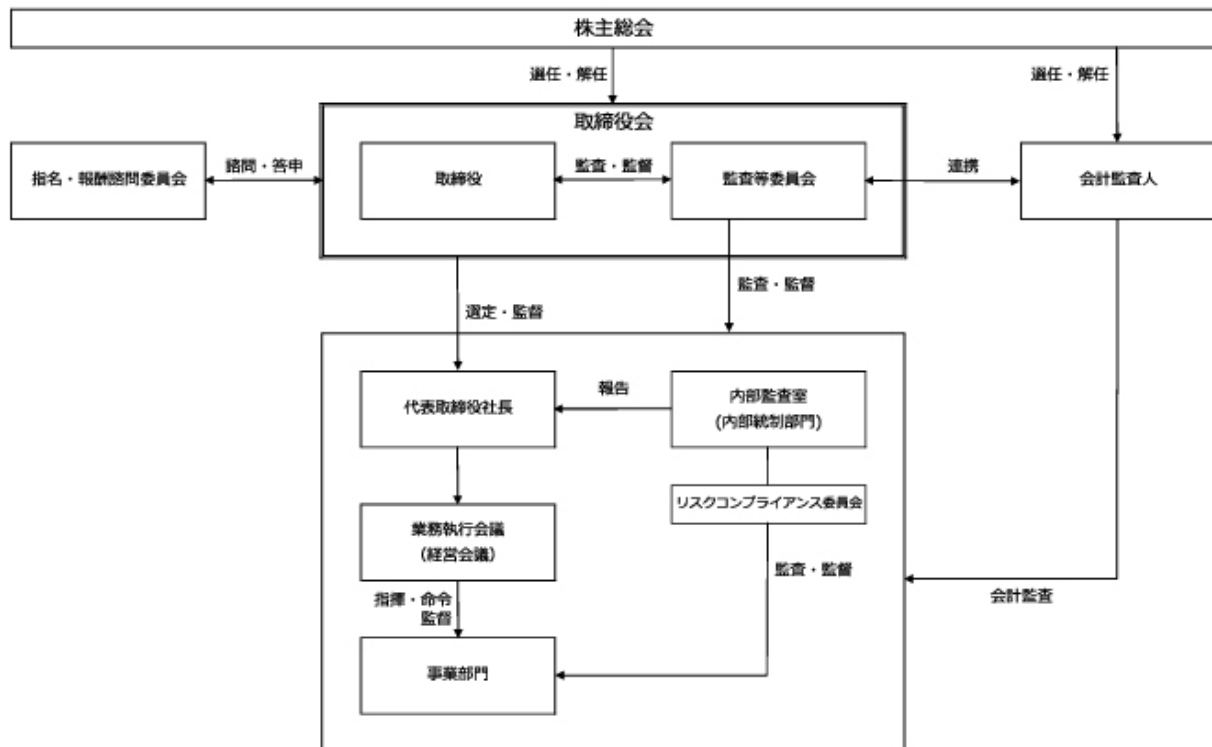 株主総会
選任・解任
選任・解任
取締役会
指名・報酬諮問委員会
諮問・答申
取締役
監査・監督
監査等委員会
連携
会計監査人
選定・監督
監査・監督
代表取締役社長
報告
内部監査室
(内部統制部門)
リスクコンプライアンス委員会
業務執行会議
(経営会議)
監査・監督
会計監査
指揮・命令
監督
事業部門